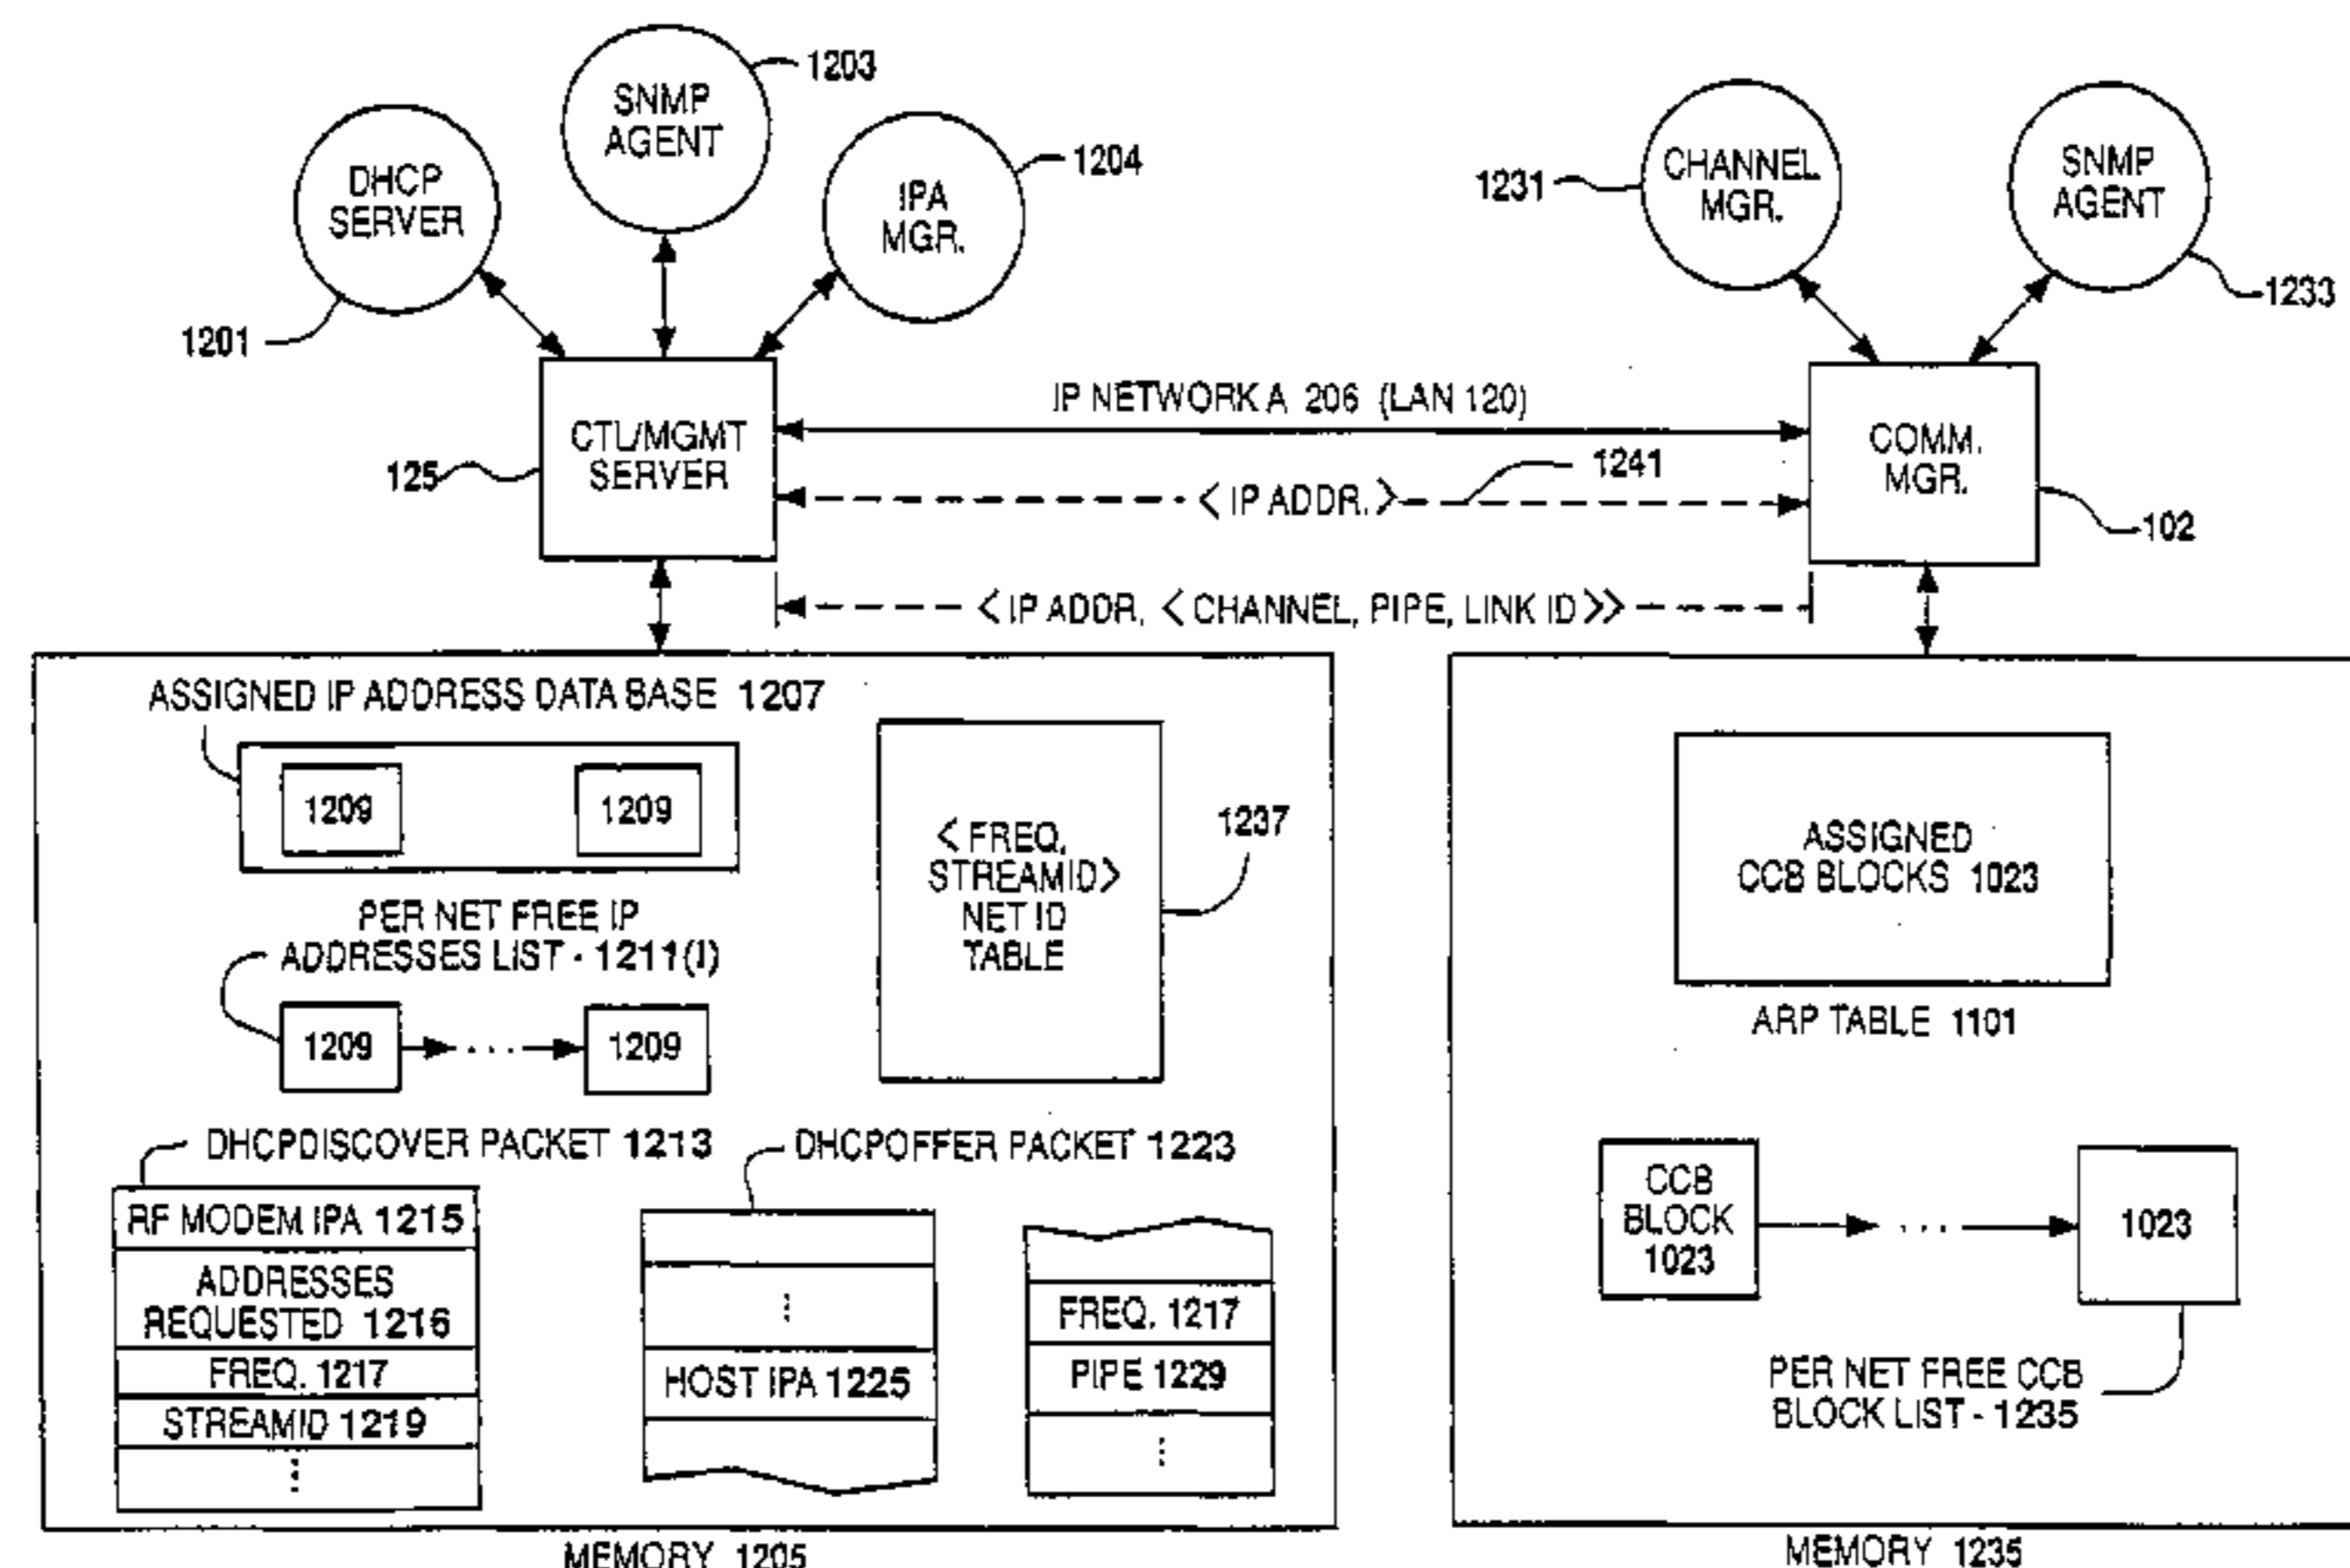 1203
SNMP
AGENT
DHCP
SERVER
1201
IPA
MGR.
1204
1231
CHANNEL
MGR.
SNMP
AGENT
1233
CTL/MGMT
SERVER
125
IP NETWORK A 206 (LAN 120)
1241
< IP ADDR. >
COMM.
MGR.
102
< IP ADDR, < CHANNEL, PIPE, LINK ID >>
ASSIGNED IP ADDRESS DATA BASE 1207
1209
1209
PER NET FREE IP
ADDRESSES LIST - 1211(I)
1209
...
1209
< FREQ,
STREAMID >
NET ID
TABLE
1237
DHCPDISCOVER PACKET 1213
RF MODEM IPA 1215
ADDRESSES
REQUESTED 1216
FREQ. 1217
STREAMID 1219
DHCPOFFER PACKET 1223
HOST IPA 1225
FREQ. 1217
PIPE 1229
MEMORY 1205
ASSIGNED
CCB BLOCKS 1023
ARP TABLE 1101
CCB
BLOCK
1023
...
1023
PER NET FREE CCB
BLOCK LIST - 1235
MEMORY 1235